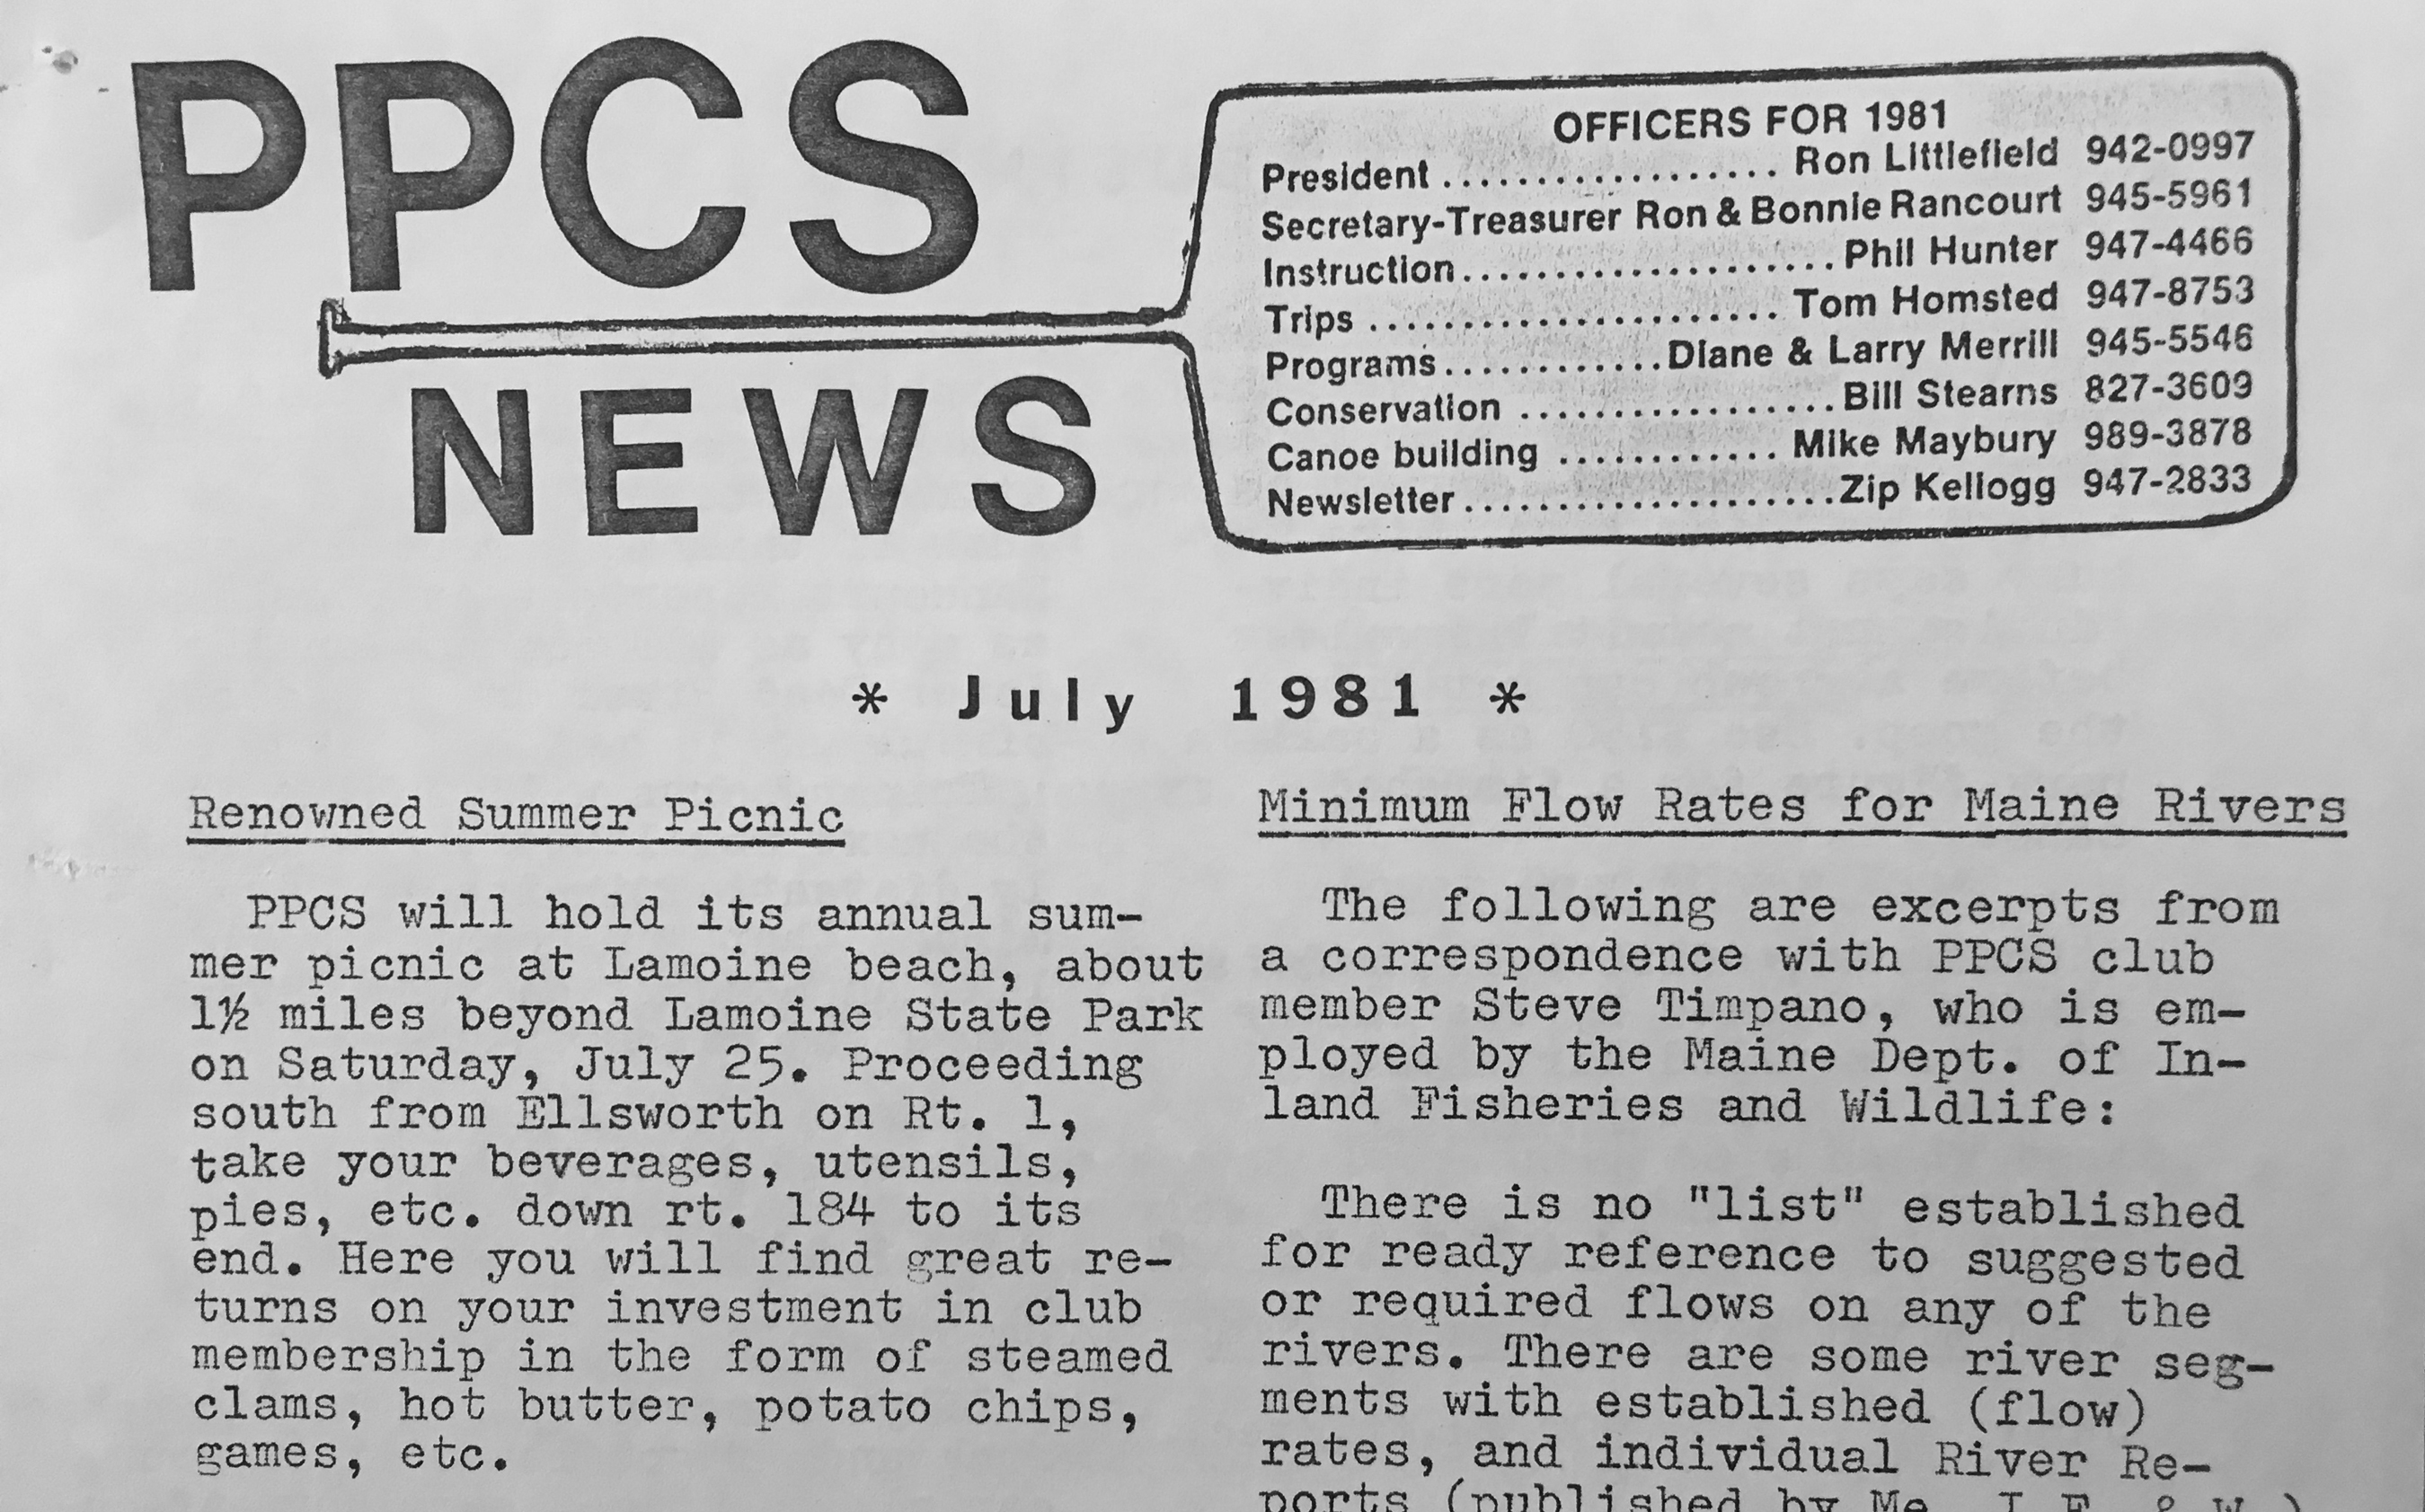 PPCS
NEWS
OFFICERS FOR 1981
President .................. Ron Littlefield 942-0997
Secretary-Treasurer Ron & Bonnie Rancourt 945-5961
Instruction.................... Phil Hunter 947-4466
Trips ...................... Tom Homsted 947-8753
Programs............Diane & Larry Merrill 945-5546
Conservation .................Bill Stearns 827-3609
Canoe building ............ Mike Maybury 989-3878
Newsletter....................Zip Kellogg 947-2833
* July 1981 *
Renowned Summer Picnic
PPCS will hold its annual sum-
mer picnic at Lamoine beach, about
1½ miles beyond Lamoine State Park
on Saturday, July 25. Proceeding
south from Ellsworth on Rt. 1,
take your beverages, utensils,
pies, etc. down rt. 184 to its
end. Here you will find great re-
turns on your investment in club
membership in the form of steamed
clams, hot butter, potato chips,
games, etc.
Minimum Flow Rates for Maine Rivers
The following are excerpts from
a correspondence with PPCS club
member Steve Timpano, who is em-
ployed by the Maine Dept. of In-
land Fisheries and Wildlife:
There is no "list" established
for ready reference to suggested
or required flows on any of the
rivers. There are some river seg-
ments with established (flow)
rates, and individual River Re-
ports (published by Me. I.F. & W.)